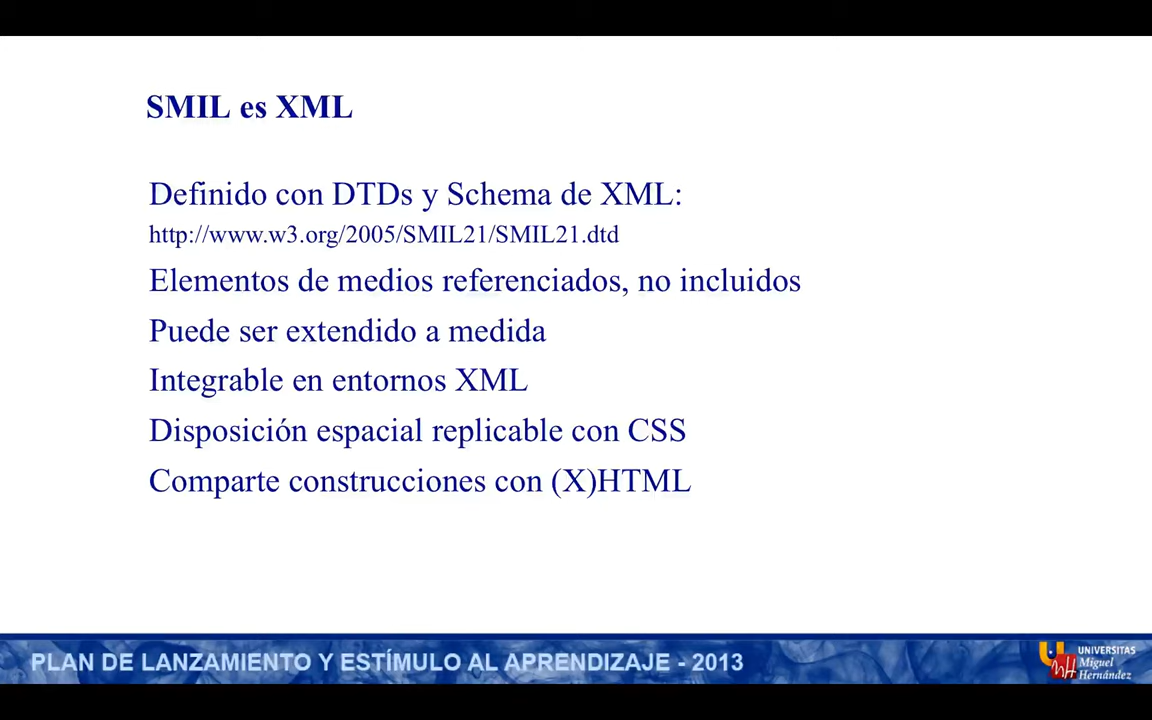 SMIL es XML
Definido con DTDs y Schema de XML:
http://www.w3.org/2005/SMIL21/SMIL21.dtd
Elementos de medios referenciados, no incluidos
Puede ser extendido a medida
Integrable en entornos XML
Disposición espacial replicable con CSS
Comparte construcciones con (X)HTML
PLAN DE LANZAMIENTO Y ESTÍMULO AL APRENDIZAJE - 2013
UNIVERSITAS
Miguel
Hernández